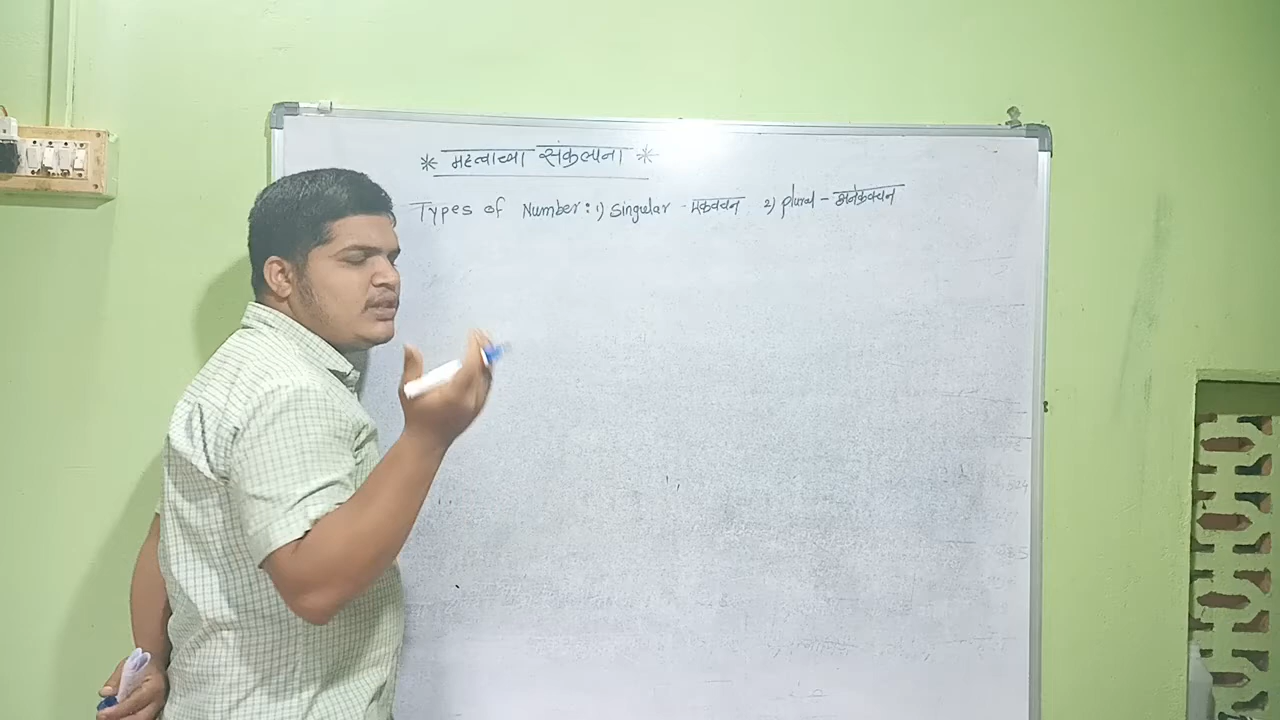 * महत्वाच्या संकल्पना *
Types of Number: 1) Singular - एकवचन 2) plural - अनेकवचन